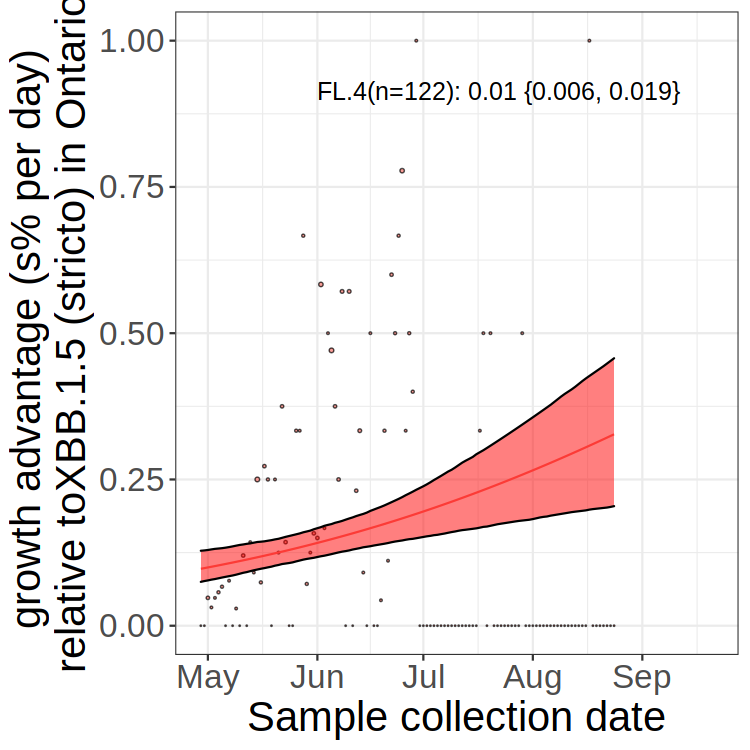 growth advantage (s% per day)
relative toXBB.1.5 (stricto) in Ontario
1.00
0.75
0.50
0.25
0.00
FL.4(n=122): 0.01 {0.006, 0.019}
May Jun Jul Aug Sep
Sample collection date